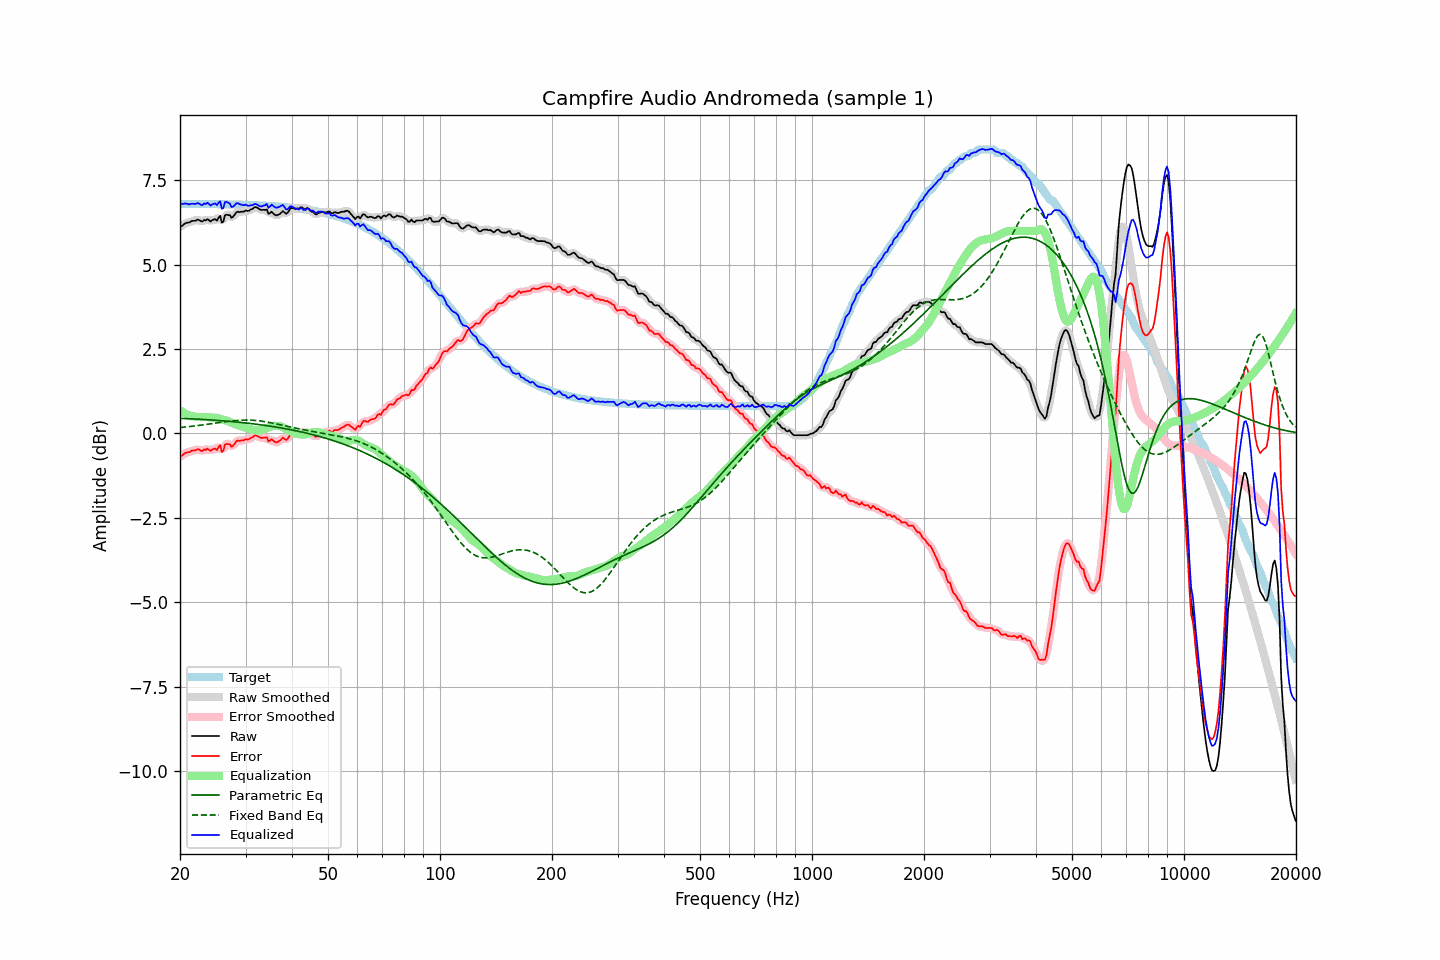 Campfire Audio Andromeda (sample 1)
Amplitude (dBr)
7.5
5.0
2.5
0.0
−2.5
−5.0
−7.5
−10.0
Target
Raw Smoothed
Error Smoothed
Raw
Error
Equalization
Parametric Eq
Fixed Band Eq
Equalized
20 50 100 200 500 1000 2000 5000 10000 20000
Frequency (Hz)